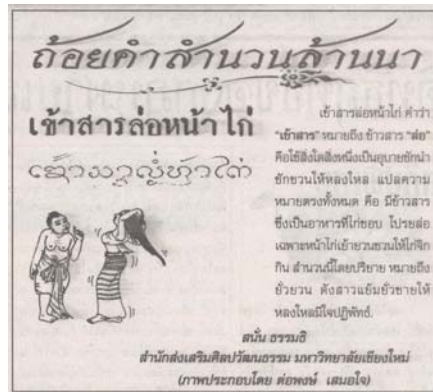 ถ้อยคำสำนวนล้านนา
เข้าสารล่อหน้าไก่
เข้าสารล่อหน้าไก่ คำว่า
"เข้าสาร" หมายถึง ข้าวสาร "ล่อ"
คือใช้สิ่งใดสิ่งหนึ่งเป็นอุบายชักนำ
ชักชวนให้หลงใหล แปลความ
หมายตรงทั้งหมด คือ มีข้าวสาร
ซึ่งเป็นอาหารที่ไก่ชอบ โปรยล่อ
เฉพาะหน้าไก่เย้ายวนชวนให้ไก่จิก
กิน สำนวนนี้โดยปริยาย หมายถึง
ยั่วยวน ดังสาวแย้มยั่วชายให้
หลงใหลมีใจปฏิพัทธ์.
สนั่น ธรรมธิ
สำนักส่งเสริมศิลปวัฒนธรรม มหาวิทยาลัยเชียงใหม่
(ภาพประกอบโดย ต่อพงษ์ เสมอใจ)